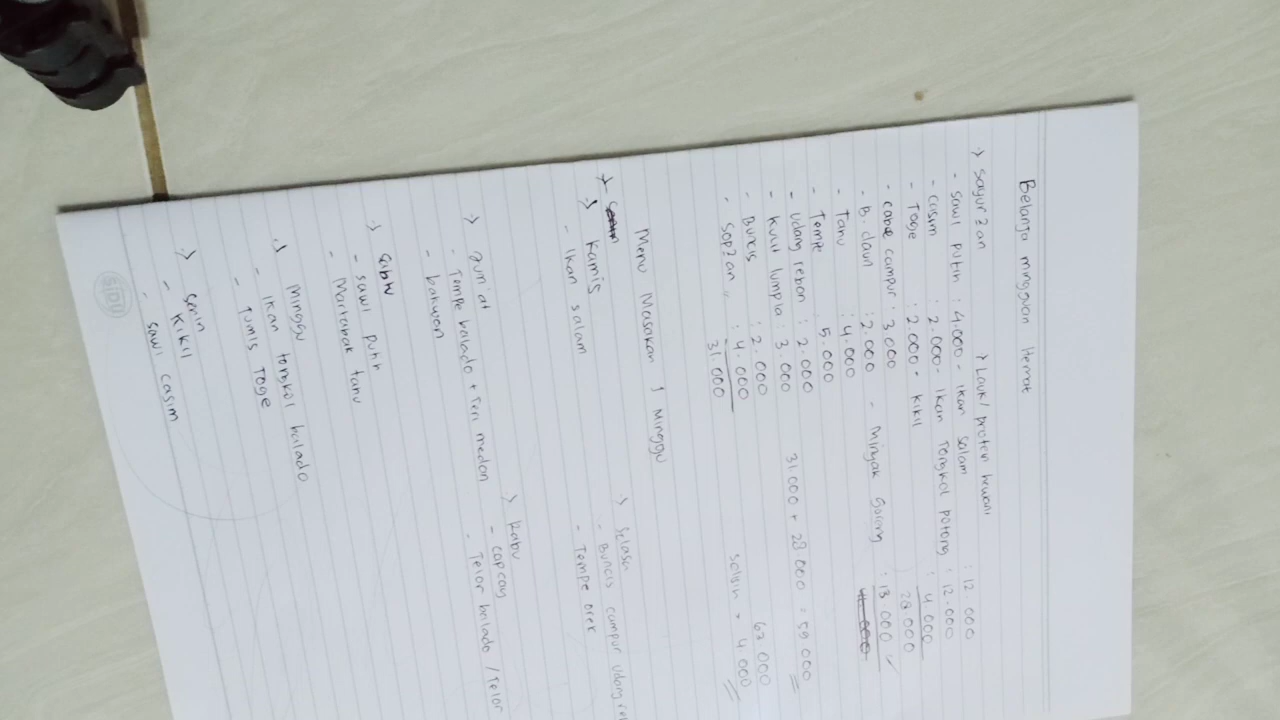 Belanja mingguan Hemat
→ sayur2an
- sawi putih : 4.000
- Casim : 2.000
- Toge : 2.000
- cabe campur : 3.000
- B. daun : 2.000
- Tahu : 4.000
- Tempe : 5.000
- Udang rebon : 2.000
- Kulit lumpia : 3.000
- Buncis : 2.000
- Sop2an : 4.000
31.000
→ Lauk/protein hewani
- Ikan salam : 12.000
- Ikan Tongkol potong : 12.000
- kikil : 4.000
28.000
- Minyak goreng : 13.000 ✓
31.000 + 28.000 = 59.000
63.000
selisih = 4.000
Menu Masakan 1 Minggu
→ Kamis
- Ikan salam
→ Jum'at
- Tempe balado + teri medan
- bakwan
→ Sabtu
- sawi putih
- Martabak tahu
→ Minggu
- Ikan tongkol balado
- Tumis Toge
→ Senin
- Kikil
- sawi casim
→ Selasa
- Buncis campur udang
- Tempe orek
→ Rabu
- capcay
- Telor balado / Telor
SIDU